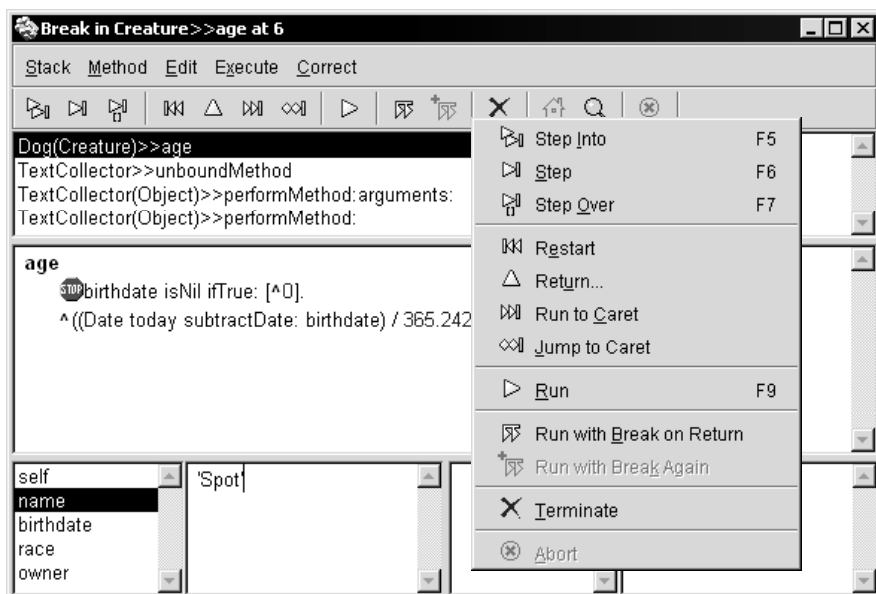 Break in Creature>>age at 6
Stack Method Edit Execute Correct
Dog(Creature)>>age
TextCollector>>unboundMethod
TextCollector(Object)>>performMethod:arguments:
TextCollector(Object)>>performMethod:
age
STOP birthdate isNil ifTrue: [^0].
^((Date today subtractDate: birthdate) / 365.242
self
name
birthdate
race
owner
'Spot'
Step Into F5
Step F6
Step Over F7
Restart
Return...
Run to Caret
Jump to Caret
Run F9
Run with Break on Return
Run with Break Again
Terminate
Abort